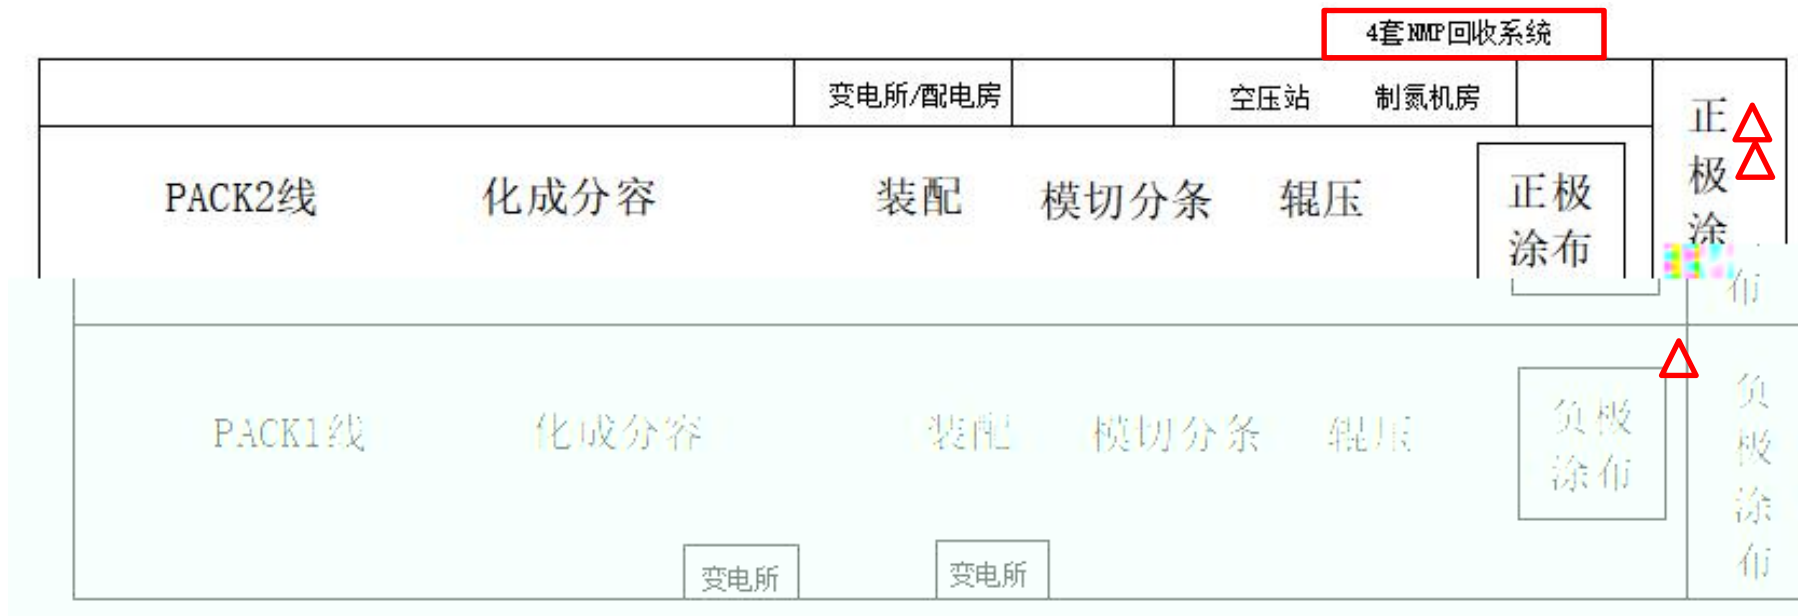 4套NMP回收系统
变电所/配电房 空压站 制氮机房
PACK2线 化成分容 装配 模切分条 辊压
正极
涂布
正
极
涂
布
PACK1线 化成分容 装配 模切分条 辊压
负极
涂布
负
极
涂
布
变电所 变电所